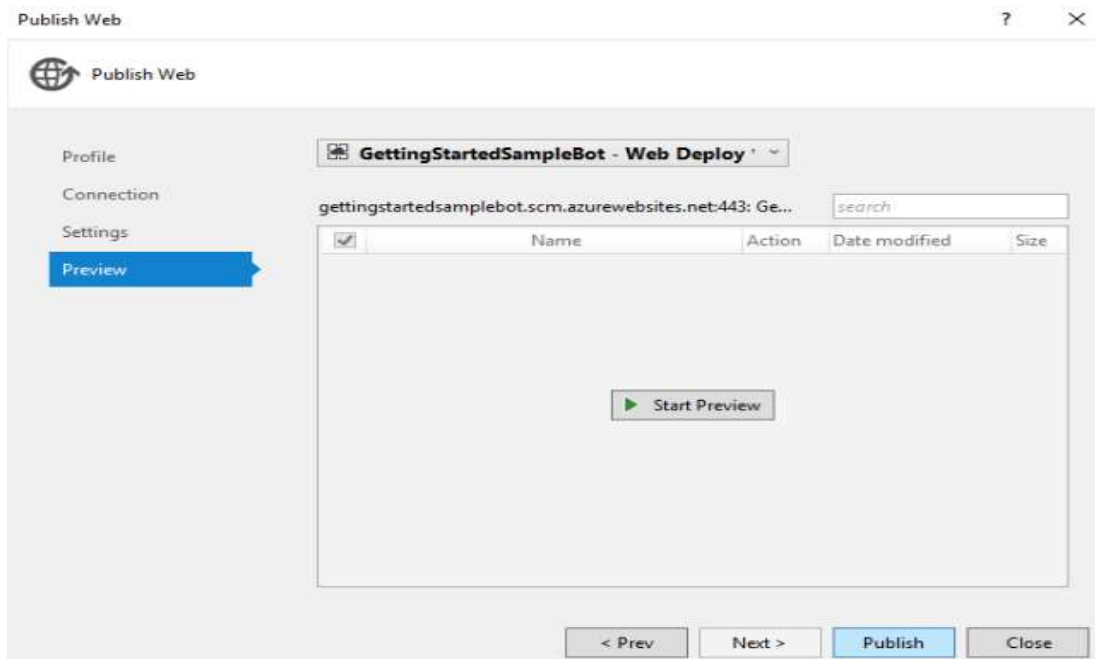 Publish Web
Publish Web
Profile
Connection
Settings
Preview
GettingStartedSampleBot - Web Deploy
gettingstartedsamplebot.scm.azurewebsites.net:443: Ge...
search
Name Action Date modified Size
Start Preview
< Prev Next > Publish Close